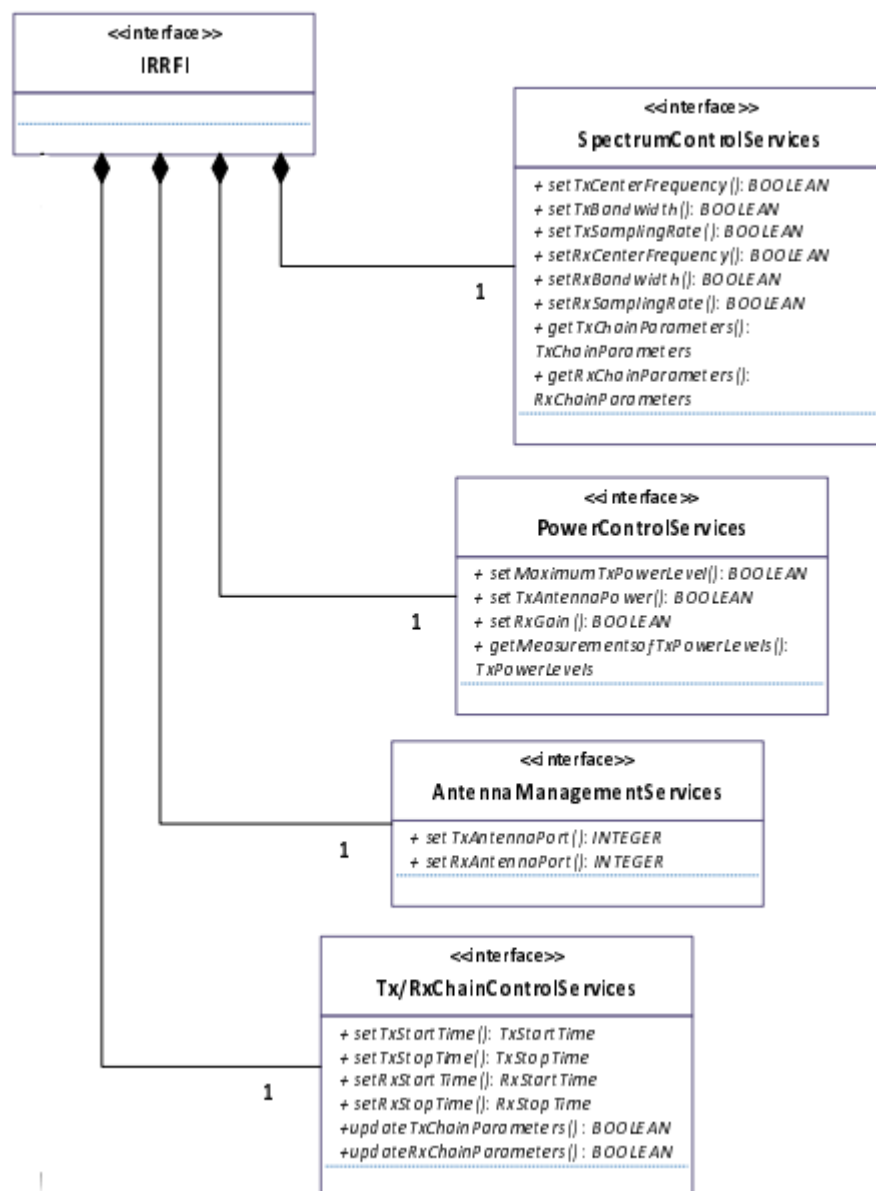 <<interface>>
IRRFI
<<interface>>
SpectrumControlServices
+ setTxCenterFrequency(): BOOLEAN
+ setTxBandwidth(): BOOLEAN
+ setTxSamplingRate(): BOOLEAN
+ setRxCenterFrequency(): BOOLEAN
+ setRxBandwidth(): BOOLEAN
+ setRxSamplingRate(): BOOLEAN
+ getTxChainParameters():
TxChainParameters
+ getRxChainParameters():
RxChainParameters
1
<<interface>>
PowerControlServices
+ setMaximumTxPowerLevel(): BOOLEAN
+ setTxAntennaPower(): BOOLEAN
+ setRxGain(): BOOLEAN
+ getMeasurementsofTxPowerLevels():
TxPowerLevels
1
<<interface>>
AntennaManagementServices
+ setTxAntennaPort(): INTEGER
+ setRxAntennaPort(): INTEGER
1
<<interface>>
Tx/RxChainControlServices
+ setTxStartTime(): TxStartTime
+ setTxStopTime(): TxStopTime
+ setRxStartTime(): RxStartTime
+ setRxStopTime(): RxStopTime
+updateTxChainParameters(): BOOLEAN
+updateRxChainParameters(): BOOLEAN
1